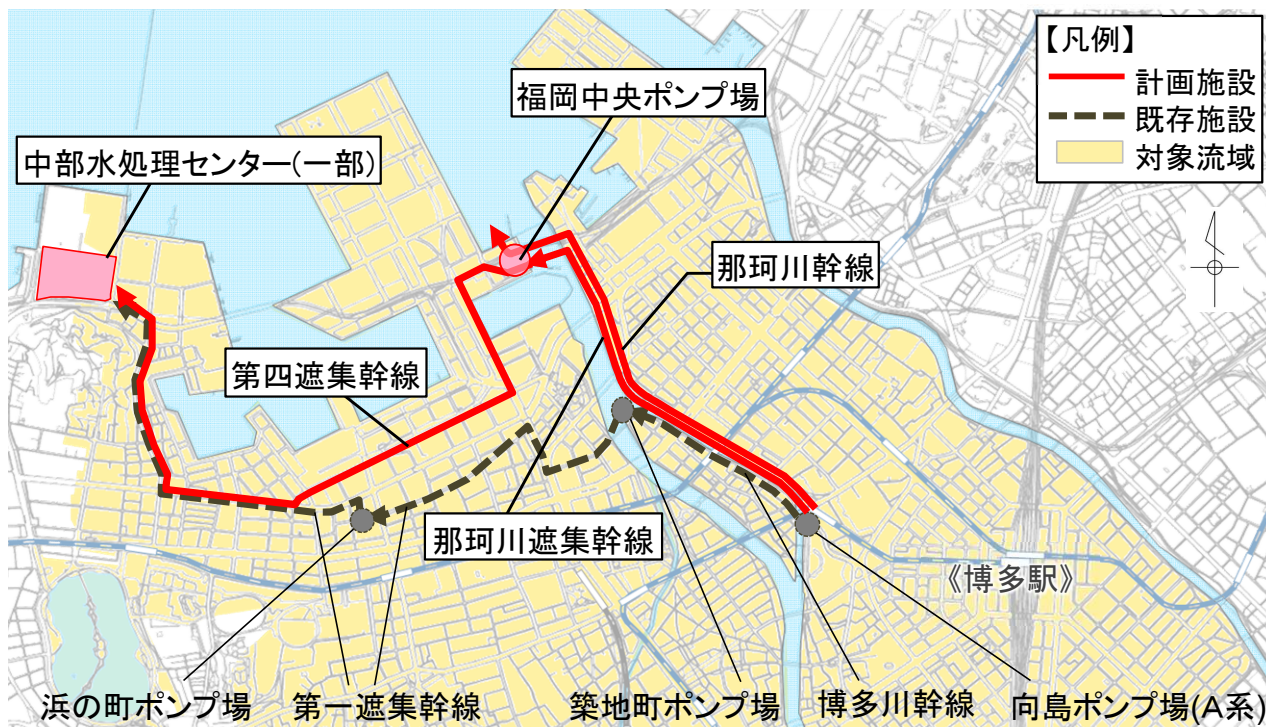 【凡例】
計画施設
既存施設
対象流域
福岡中央ポンプ場
中部水処理センター(一部)
那珂川幹線
第四遮集幹線
那珂川遮集幹線
《博多駅》
浜の町ポンプ場
第一遮集幹線
築地町ポンプ場
博多川幹線
向島ポンプ場(A系)